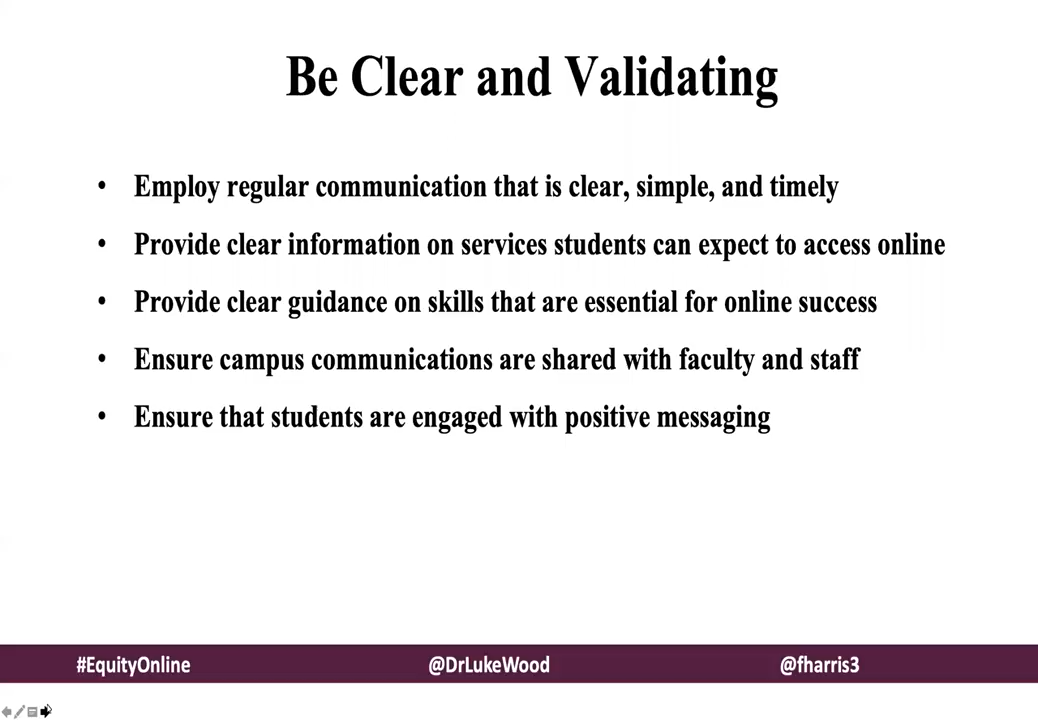 Be Clear and Validating
• Employ regular communication that is clear, simple, and timely
• Provide clear information on services students can expect to access online
• Provide clear guidance on skills that are essential for online success
• Ensure campus communications are shared with faculty and staff
• Ensure that students are engaged with positive messaging
#EquityOnline @DrLukeWood @fharris3